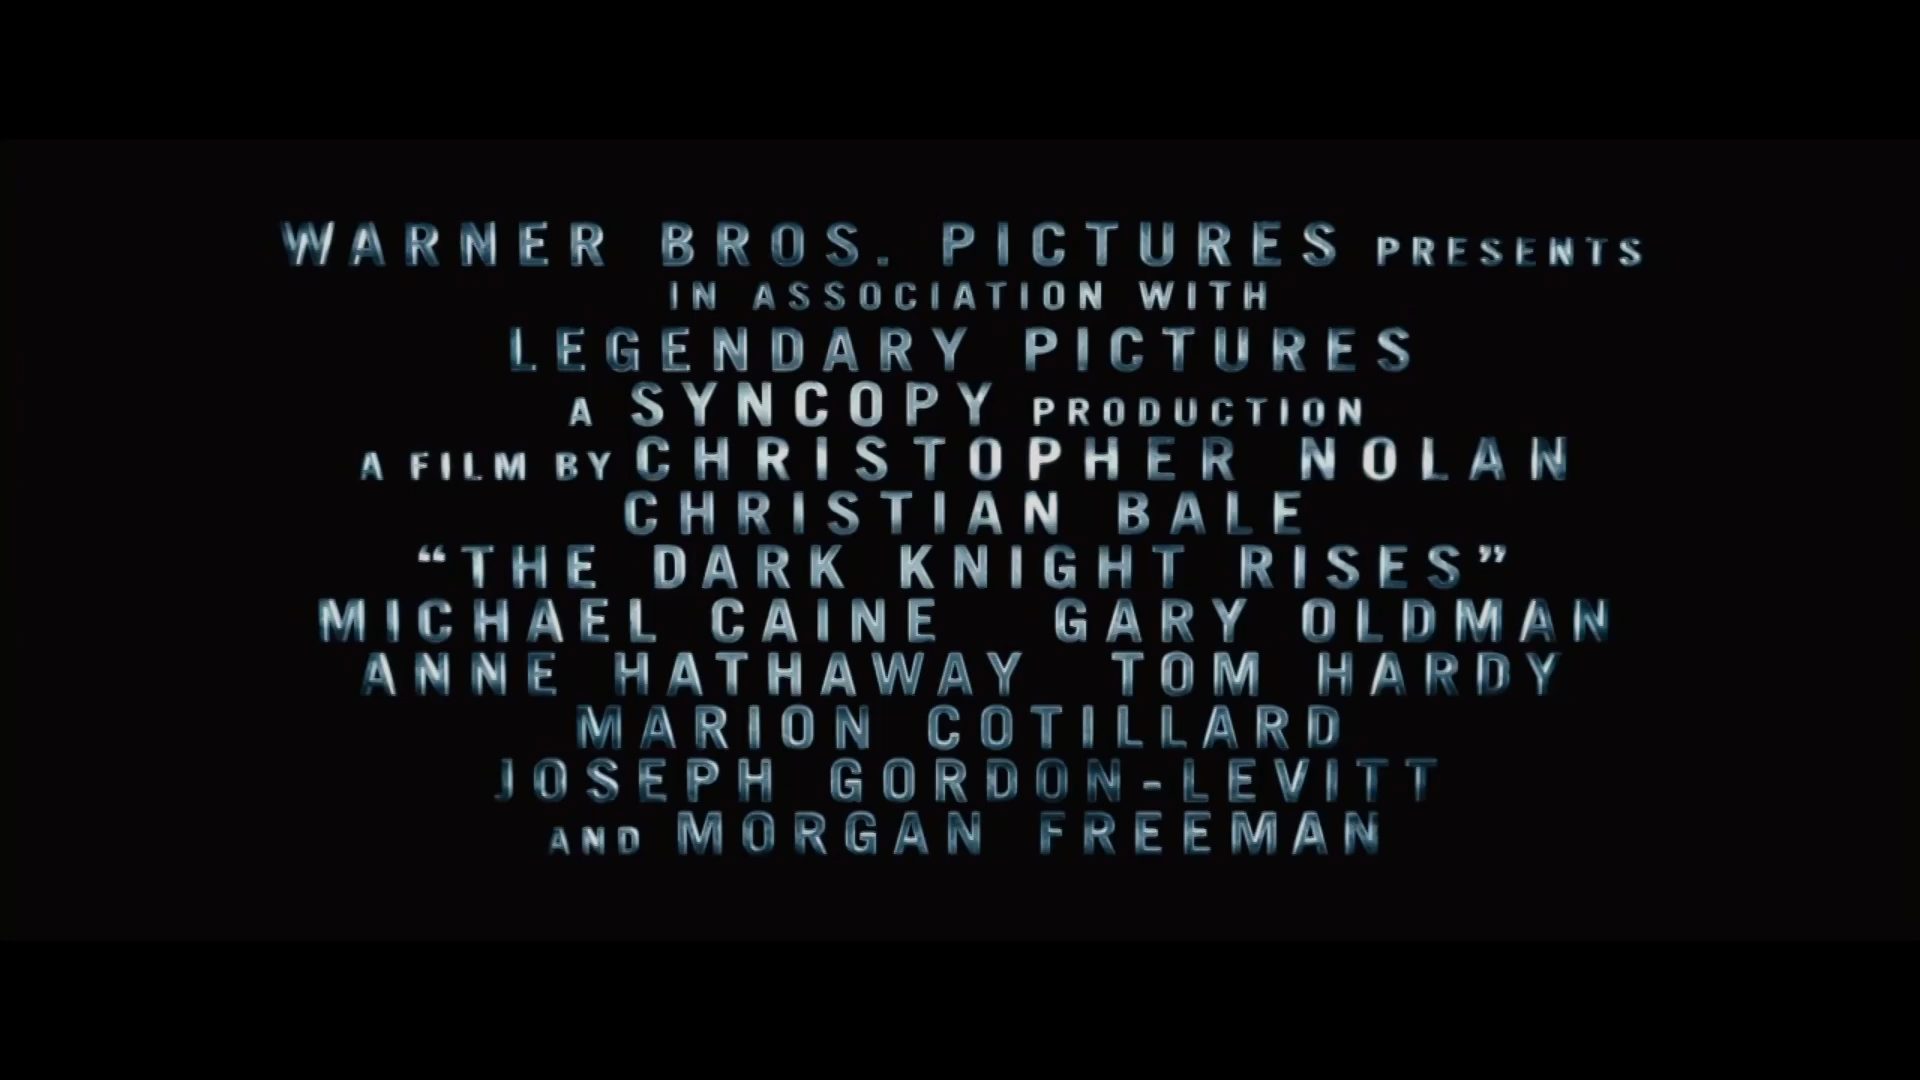 WARNER BROS. PICTURES PRESENTS
IN ASSOCIATION WITH
LEGENDARY PICTURES
A SYNCOPY PRODUCTION
A FILM BY CHRISTOPHER NOLAN
CHRISTIAN BALE
“THE DARK KNIGHT RISES”
MICHAEL CAINE GARY OLDMAN
ANNE HATHAWAY TOM HARDY
MARION COTILLARD
JOSEPH GORDON-LEVITT
AND MORGAN FREEMAN